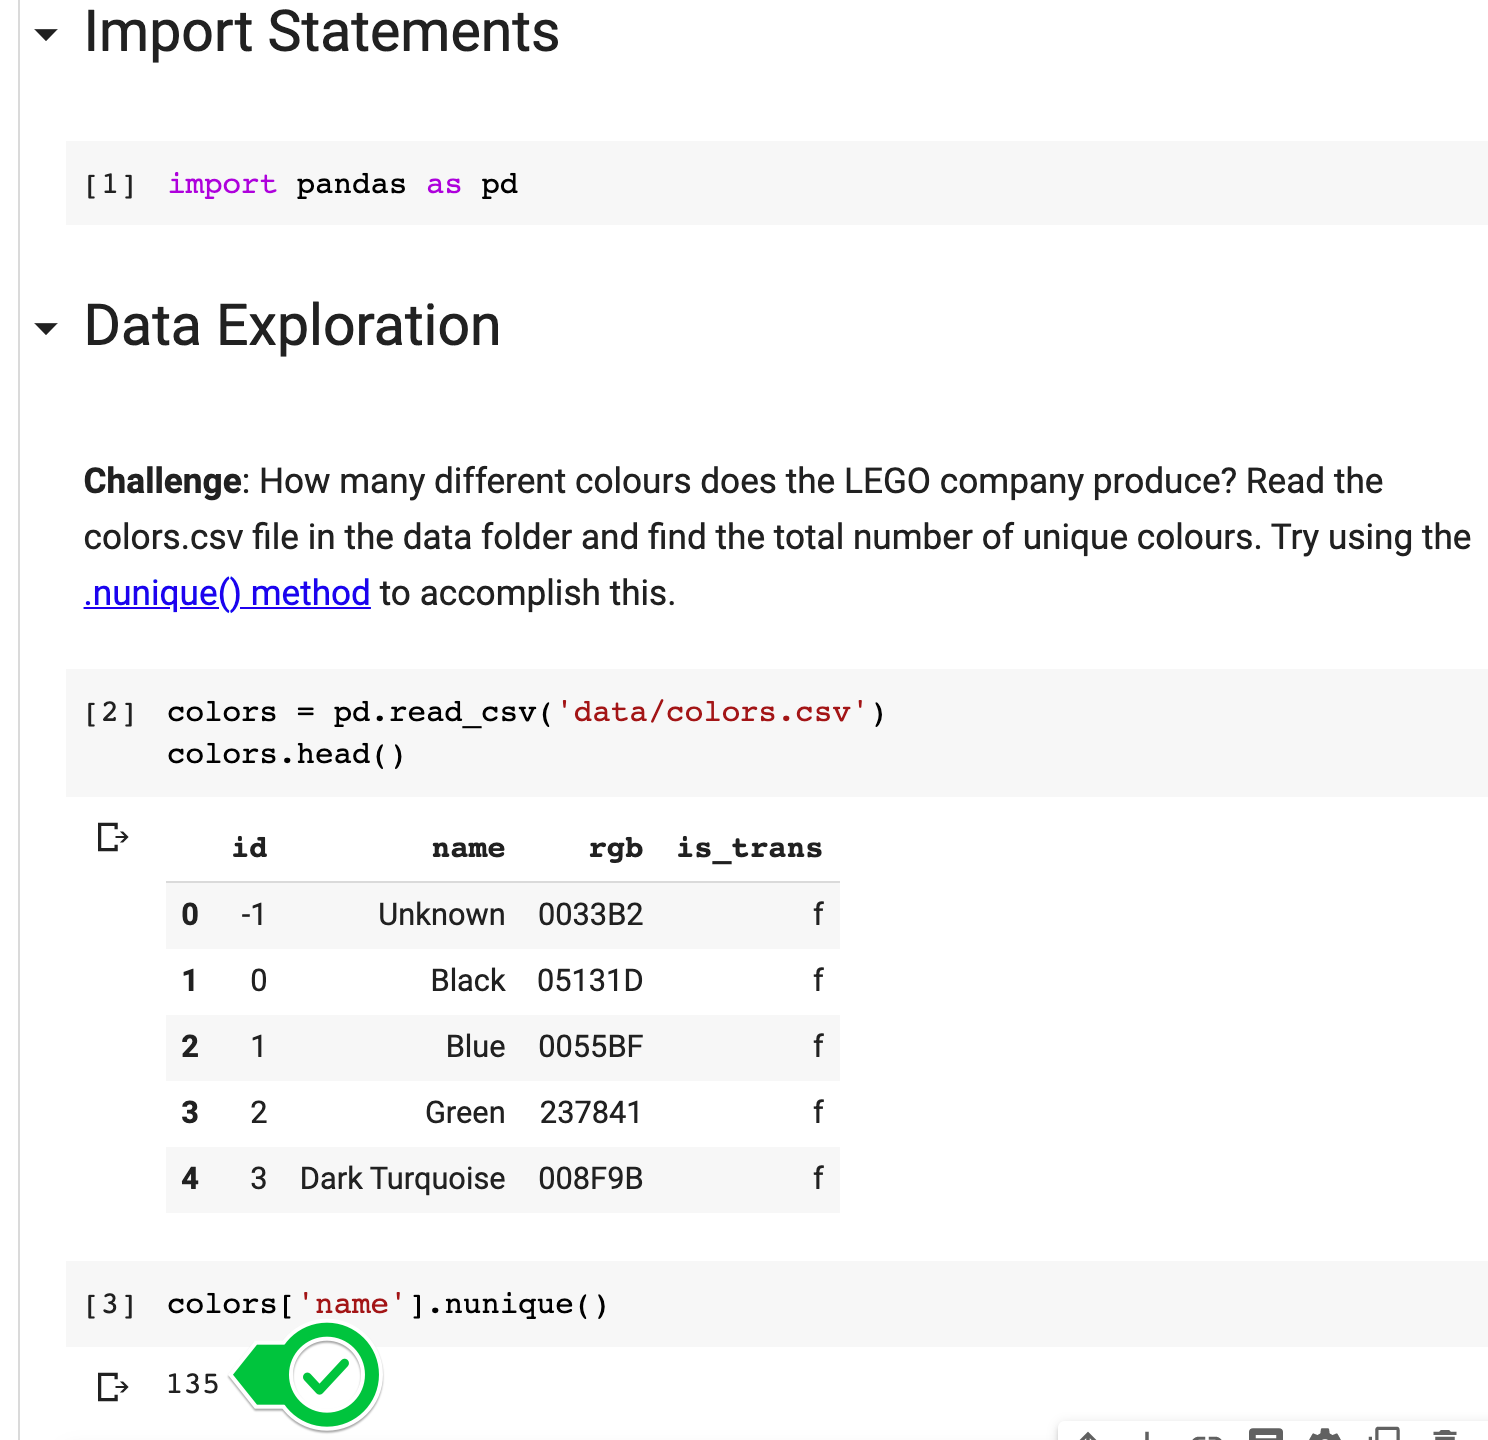 Import Statements
[1] import pandas as pd
Data Exploration
Challenge: How many different colours does the LEGO company produce? Read the
colors.csv file in the data folder and find the total number of unique colours. Try using the
.nunique() method to accomplish this.
[2] colors = pd.read_csv('data/colors.csv')
colors.head()
id name rgb is_trans
0 -1 Unknown 0033B2 f
1 0 Black 05131D f
2 1 Blue 0055BF f
3 2 Green 237841 f
4 3 Dark Turquoise 008F9B f
[3] colors['name'].nunique()
135